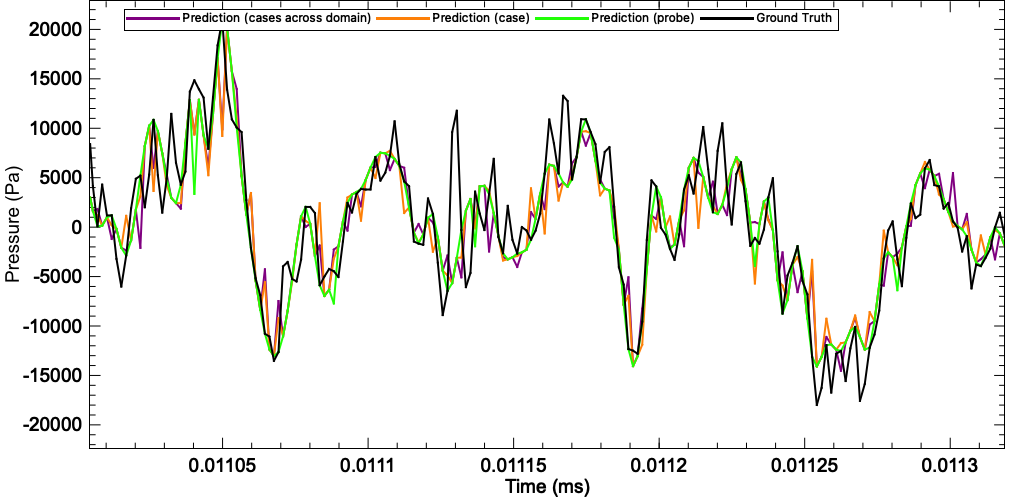 Prediction (cases across domain) Prediction (case) Prediction (probe) Ground Truth
20000
15000
10000
5000
0
-5000
-10000
-15000
-20000
Pressure (Pa)
0.01105 0.0111 0.01115 0.0112 0.01125 0.0113
Time (ms)